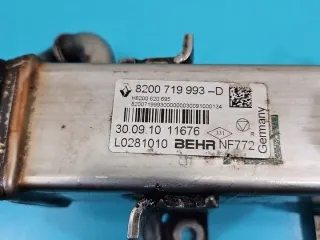 8200 719 993-D
H8200 620 695
30.09.10 11676
L0281010 BEHR NF772
Germany